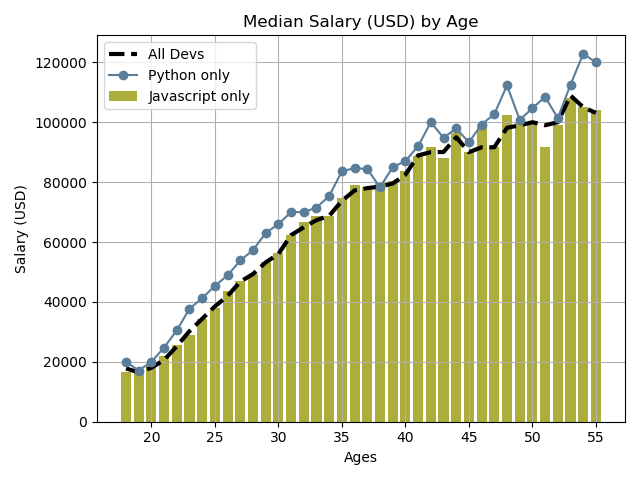 Median Salary (USD) by Age
All Devs
Python only
Javascript only
120000
100000
80000
60000
40000
20000
0
Salary (USD)
20 25 30 35 40 45 50 55
Ages